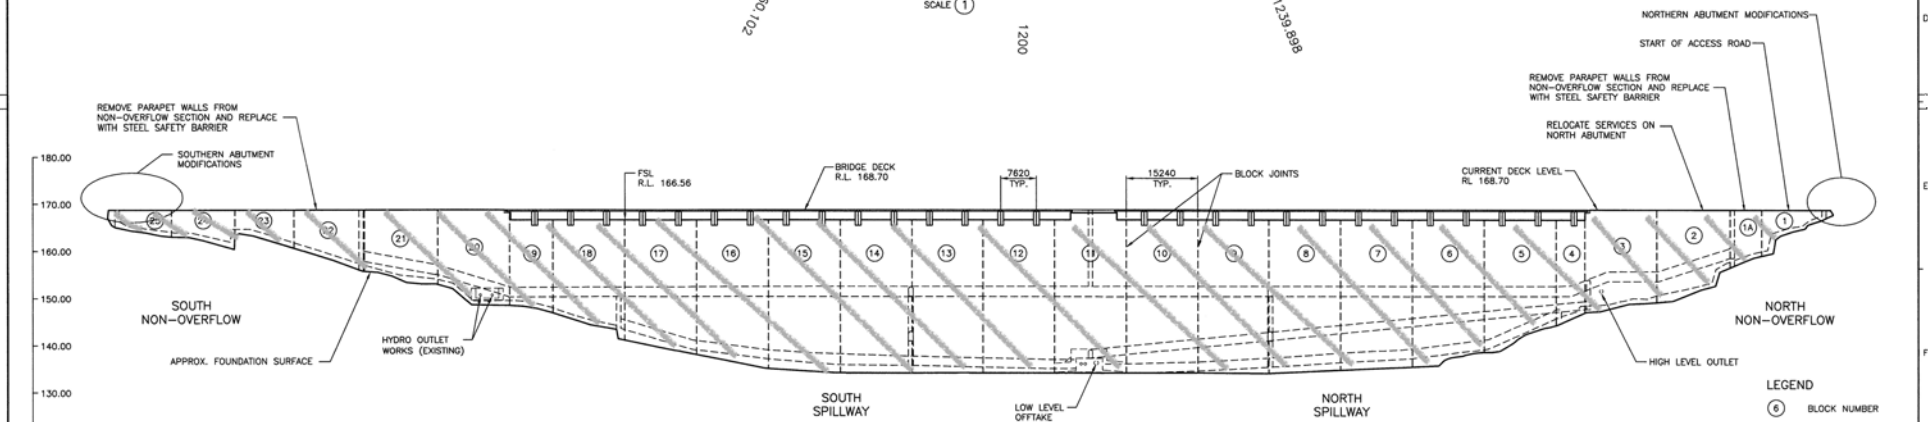 SCALE 1
60.102
1200
1239.898
NORTHERN ABUTMENT MODIFICATIONS
START OF ACCESS ROAD
REMOVE PARAPET WALLS FROM
NON-OVERFLOW SECTION AND REPLACE
WITH STEEL SAFETY BARRIER
RELOCATE SERVICES ON
NORTH ABUTMENT
REMOVE PARAPET WALLS FROM
NON-OVERFLOW SECTION AND REPLACE
WITH STEEL SAFETY BARRIER
SOUTHERN ABUTMENT
MODIFICATIONS
FSL
R.L. 166.56
BRIDGE DECK
R.L. 168.70
7620
TYP.
15240
TYP.
BLOCK JOINTS
CURRENT DECK LEVEL
RL 168.70
180.00
170.00
160.00
150.00
140.00
130.00
25 24 23 22 21 20 19 18 17 16 15 14 13 12 11 10 9 8 7 6 5 4 3 2 1A 1
SOUTH
NON-OVERFLOW
HYDRO OUTLET
WORKS (EXISTING)
APPROX. FOUNDATION SURFACE
SOUTH
SPILLWAY
LOW LEVEL
OFFTAKE
NORTH
SPILLWAY
HIGH LEVEL OUTLET
NORTH
NON-OVERFLOW
LEGEND
6 BLOCK NUMBER
D
E
F